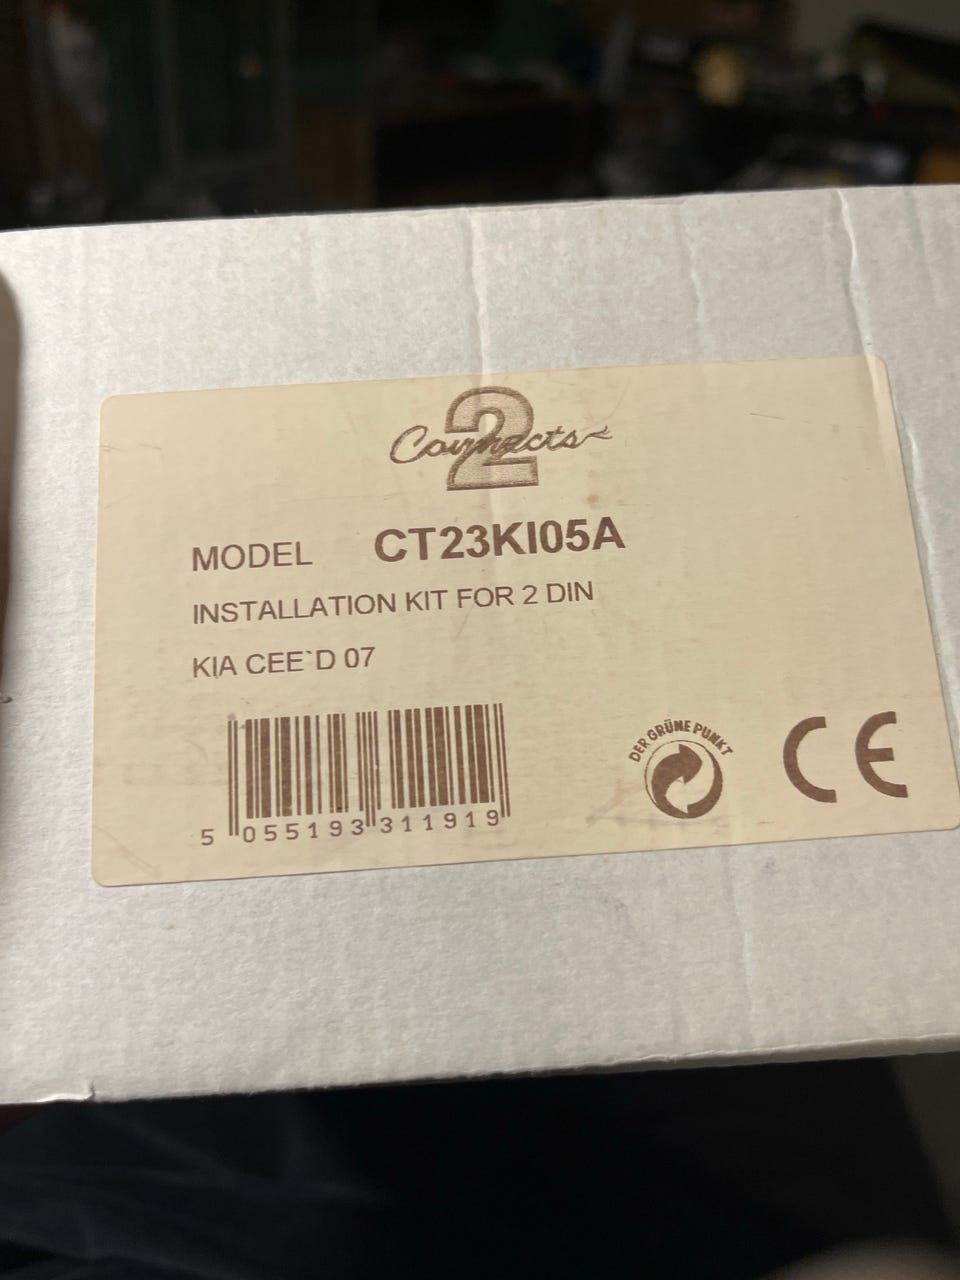 Connects 2
MODEL CT23KI05A
INSTALLATION KIT FOR 2 DIN
KIA CEE`D 07
5 055193 311919
DER GRÜNE PUNKT
CE